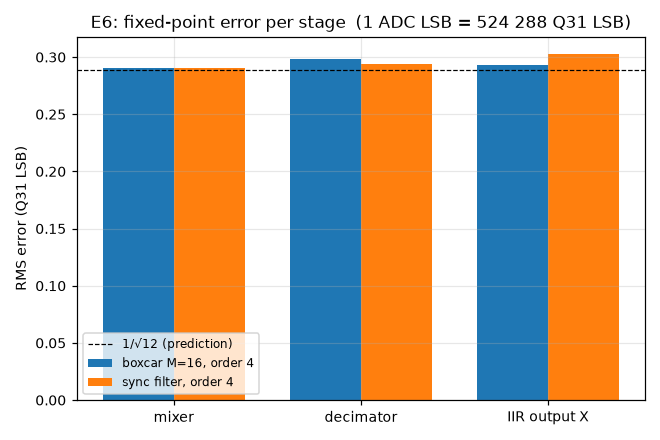 E6: fixed-point error per stage  (1 ADC LSB = 524 288 Q31 LSB)
RMS error (Q31 LSB)
0.30
0.25
0.20
0.15
0.10
0.05
0.00
1/√12 (prediction)
boxcar M=16, order 4
sync filter, order 4
mixer
decimator
IIR output X